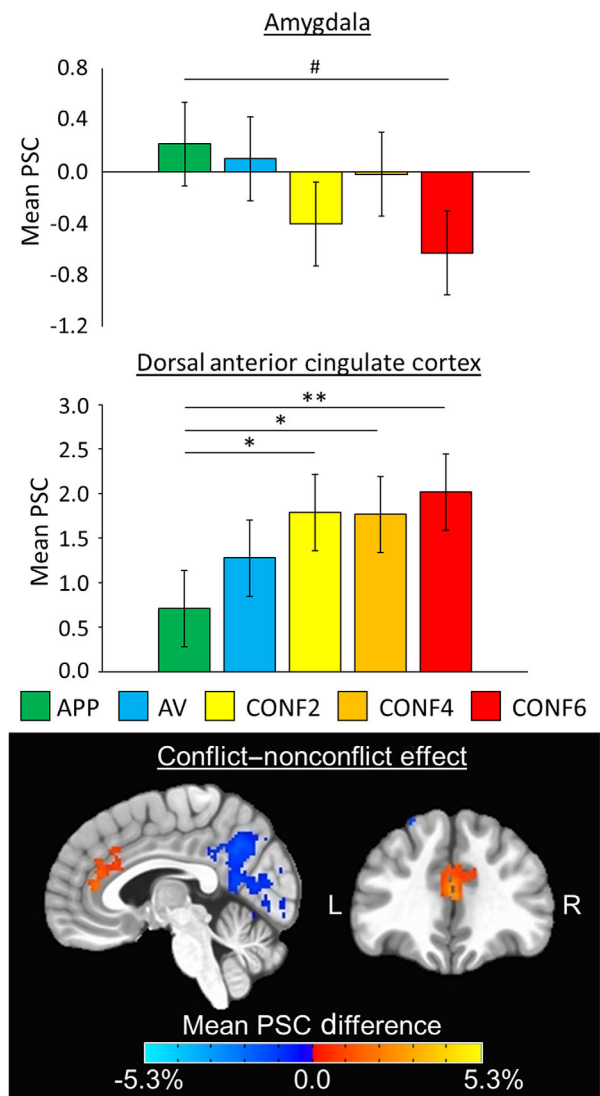 Amygdala
0.8
#
0.4
0.0
-0.4
-0.8
-1.2
Mean PSC
Dorsal anterior cingulate cortex
3.0
**
2.5
*
*
2.0
1.5
1.0
0.5
0.0
Mean PSC
APP AV CONF2 CONF4 CONF6
Conflict–nonconflict effect
L R
Mean PSC difference
-5.3% 0.0 5.3%